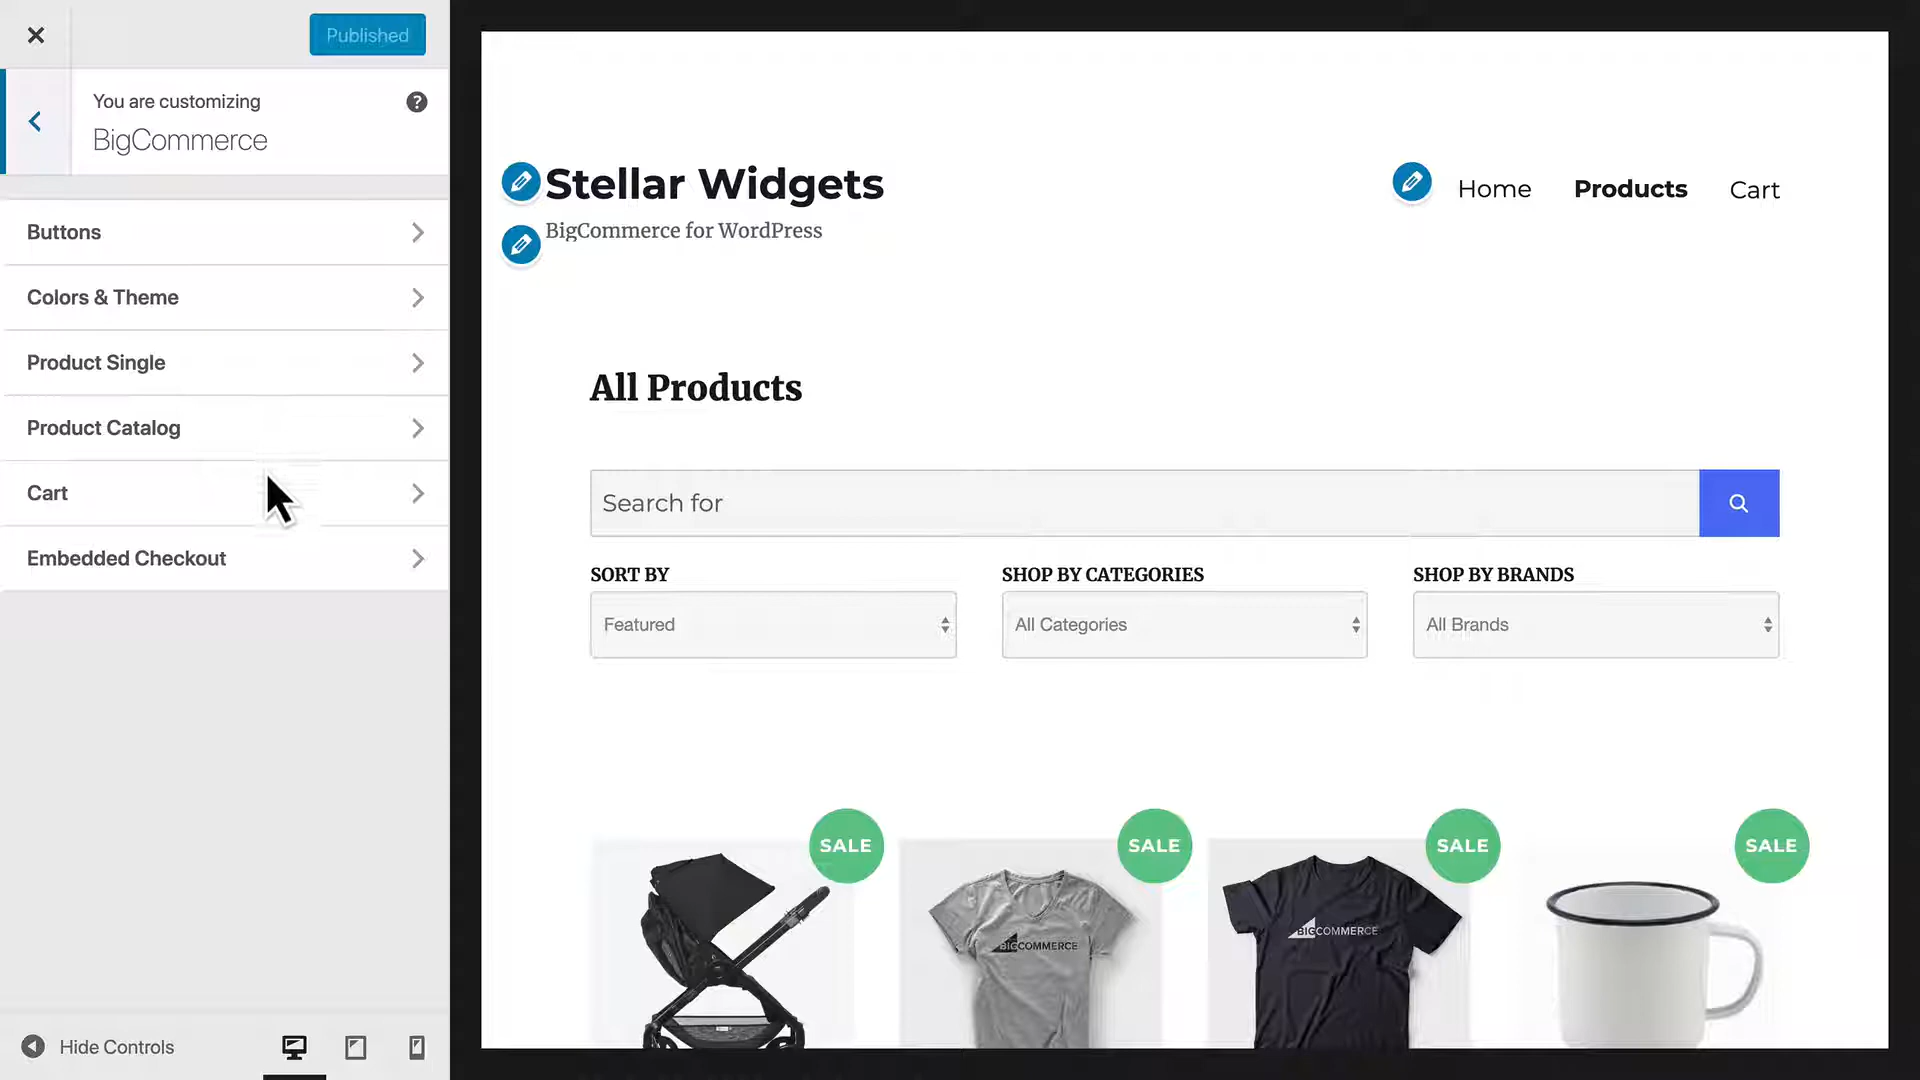 Published
You are customizing
BigCommerce
Buttons
Colors & Theme
Product Single
Product Catalog
Cart
Embedded Checkout
Hide Controls
Stellar Widgets
BigCommerce for WordPress
Home Products Cart
All Products
Search for
SORT BY SHOP BY CATEGORIES SHOP BY BRANDS
Featured All Categories All Brands
SALE SALE SALE SALE
BIGCOMMERCE BIGCOMMERCE